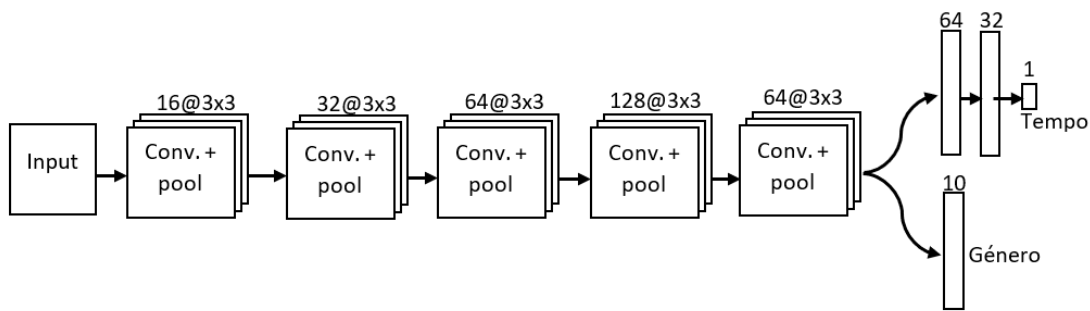 Input
16@3x3
Conv. +
pool
32@3x3
Conv. +
pool
64@3x3
Conv. +
pool
128@3x3
Conv. +
pool
64@3x3
Conv. +
pool
64
32
1
Tempo
10
Género